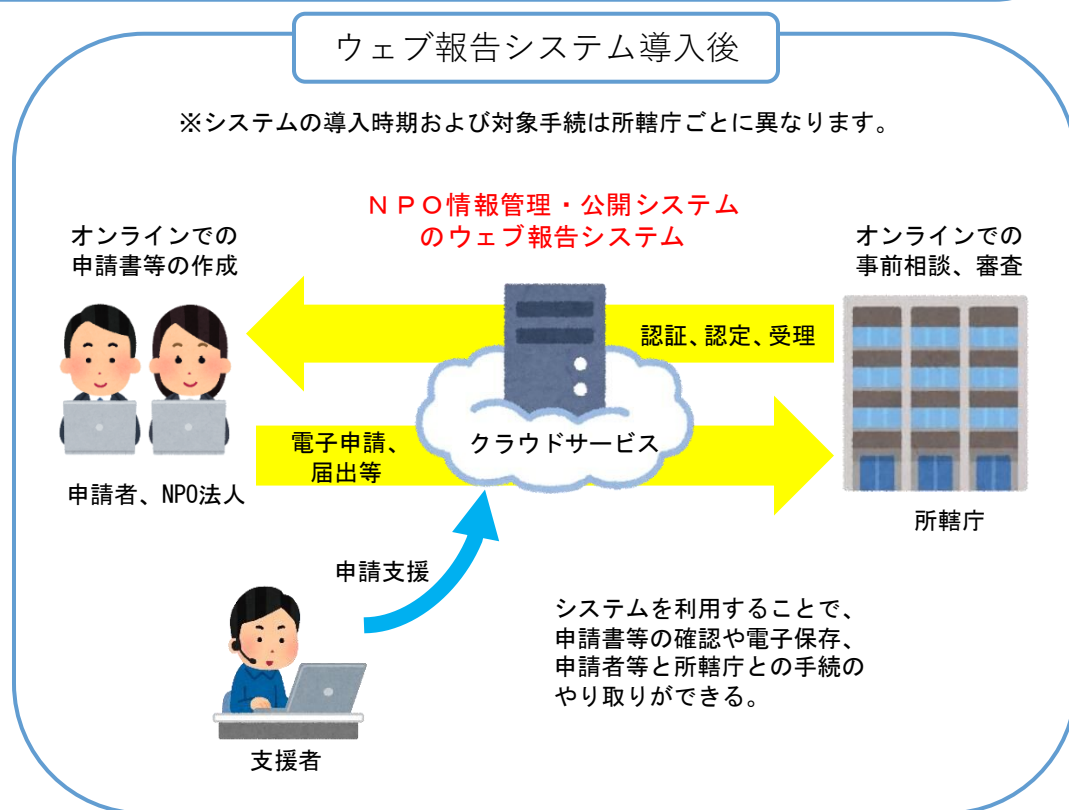 ウェブ報告システム導入後
※システムの導入時期および対象手続は所轄庁ごとに異なります。
ＮＰＯ情報管理・公開システム
のウェブ報告システム
オンラインでの
申請書等の作成
オンラインでの
事前相談、審査
認証、認定、受理
電子申請、
届出等
クラウドサービス
申請者、NPO法人
所轄庁
申請支援
システムを利用することで、
申請書等の確認や電子保存、
申請者等と所轄庁との手続の
やり取りができる。
支援者